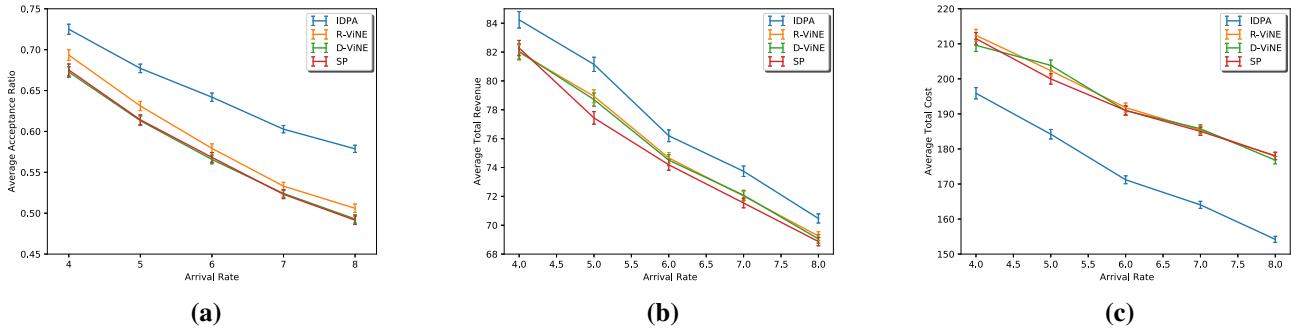 0.75
0.70
0.65
0.60
0.55
0.50
0.45
Average Acceptance Ratio
4 5 6 7 8
Arrival Rate
IDPA
R-ViNE
D-ViNE
SP
(a)
84
82
80
78
76
74
72
70
68
Average Total Revenue
4.0 4.5 5.0 5.5 6.0 6.5 7.0 7.5 8.0
Arrival Rate
IDPA
R-ViNE
D-ViNE
SP
(b)
220
210
200
190
180
170
160
150
Average Total Cost
4.0 4.5 5.0 5.5 6.0 6.5 7.0 7.5 8.0
Arrival Rate
IDPA
R-ViNE
D-ViNE
SP
(c)